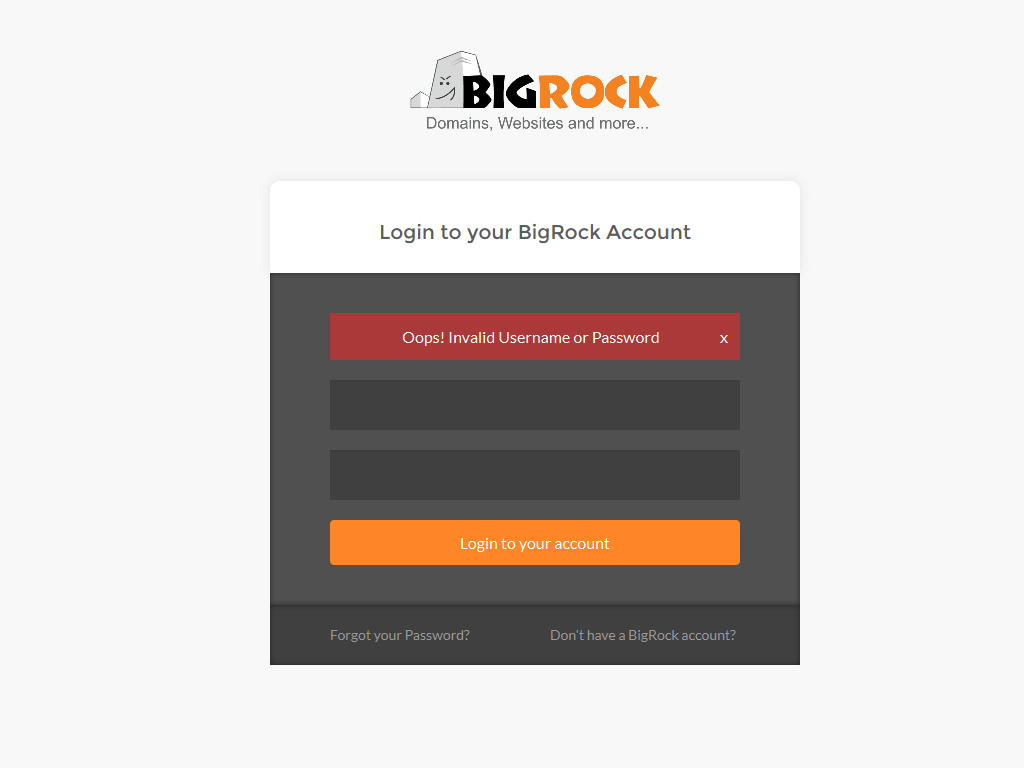 BIGROCK
Domains, Websites and more...
Login to your BigRock Account
Oops! Invalid Username or Password x
Login to your account
Forgot your Password? Don't have a BigRock account?